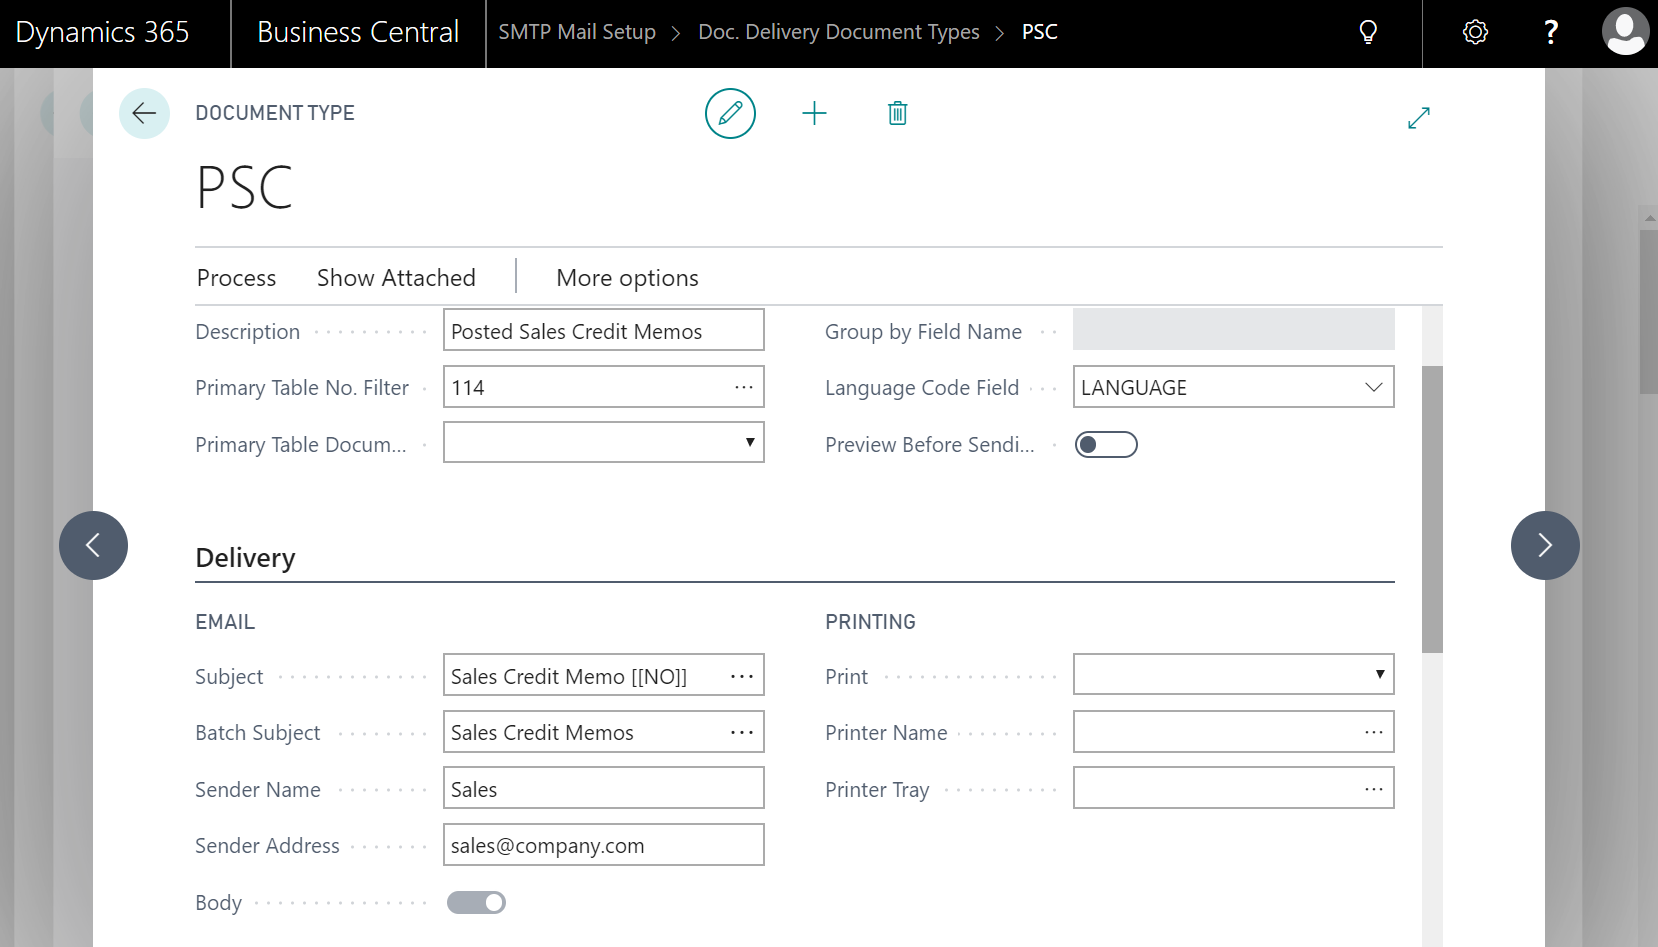 Dynamics 365 Business Central SMTP Mail Setup > Doc. Delivery Document Types > PSC ?
DOCUMENT TYPE
PSC
Process Show Attached More options
Description Posted Sales Credit Memos Group by Field Name
Primary Table No. Filter 114 ... Language Code Field LANGUAGE
Primary Table Docum... Preview Before Sendi...
Delivery
EMAIL PRINTING
Subject Sales Credit Memo [[NO]] ... Print
Batch Subject Sales Credit Memos ... Printer Name ...
Sender Name Sales Printer Tray ...
Sender Address sales@company.com
Body